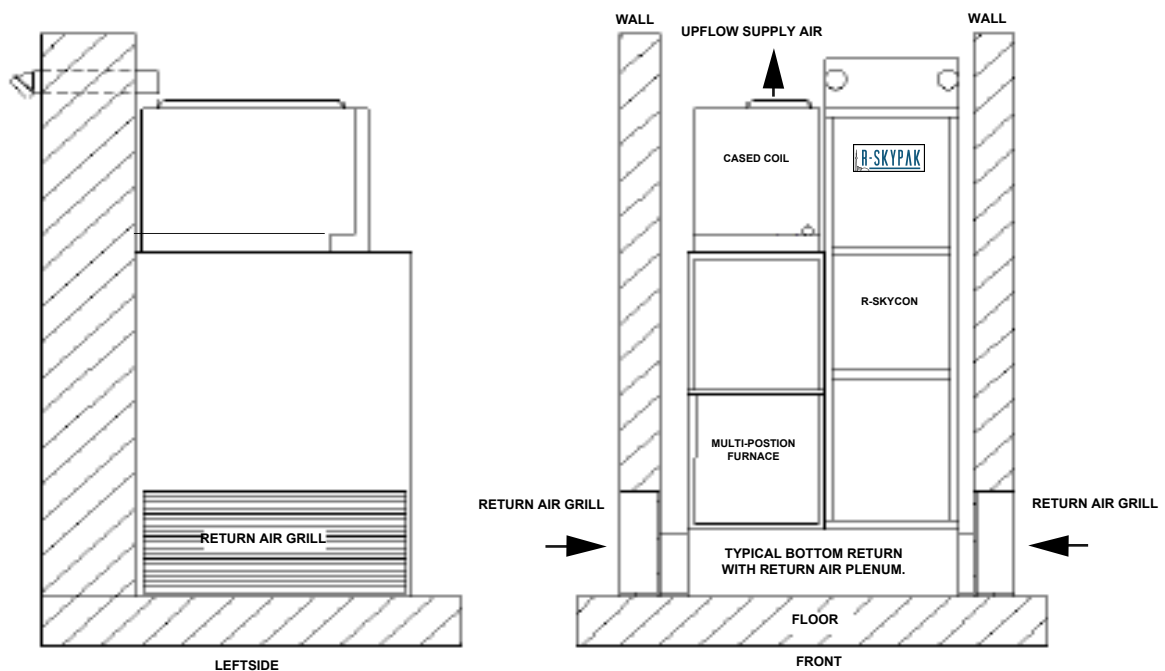 WALL
WALL
UPFLOW SUPPLY AIR
CASED COIL
R-SKYPAK
R-SKYCON
MULTI-POSTION
FURNACE
RETURN AIR GRILL
RETURN AIR GRILL
RETURN AIR GRILL
TYPICAL BOTTOM RETURN
WITH RETURN AIR PLENUM.
FLOOR
LEFTSIDE
FRONT